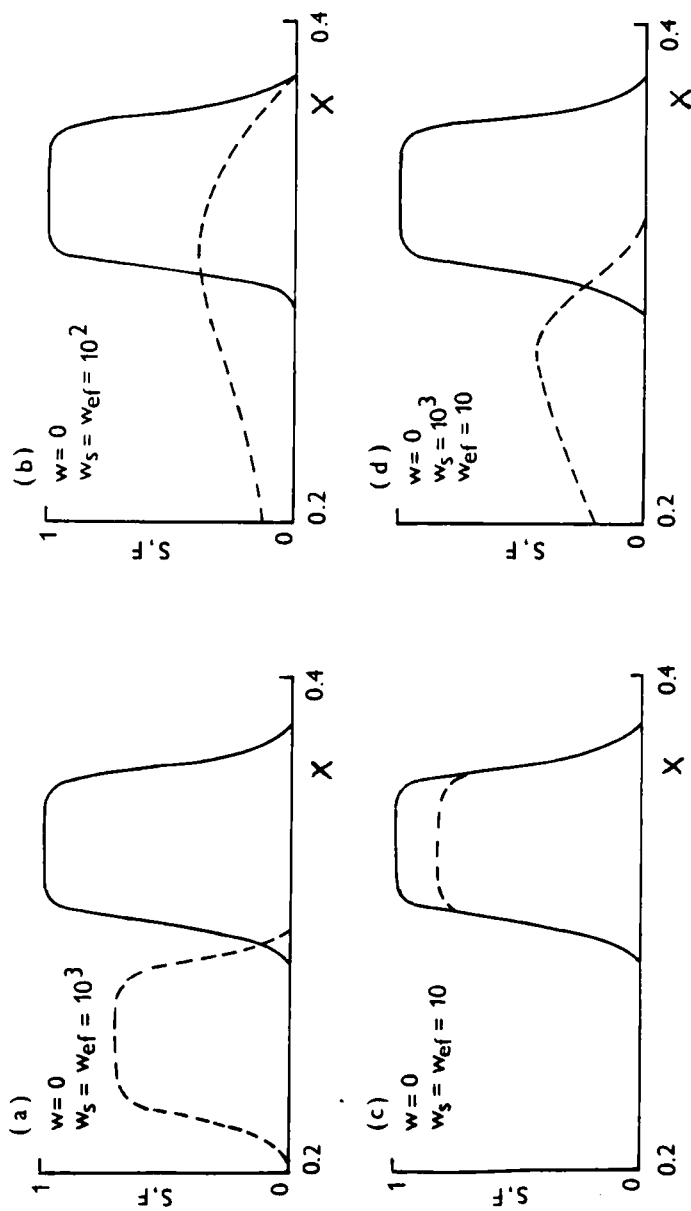 (a)
w = 0
w_s = w_ef = 10^3
1
S,F
0
0.2
X
0.4
(b)
w = 0
w_s = w_ef = 10^2
1
S,F
0
0.2
X
0.4
(c)
w = 0
w_s = w_ef = 10
1
S,F
0
0.2
X
0.4
(d)
w = 0
w_s = 10^3
w_ef = 10
S,F
0
0.2
X
0.4